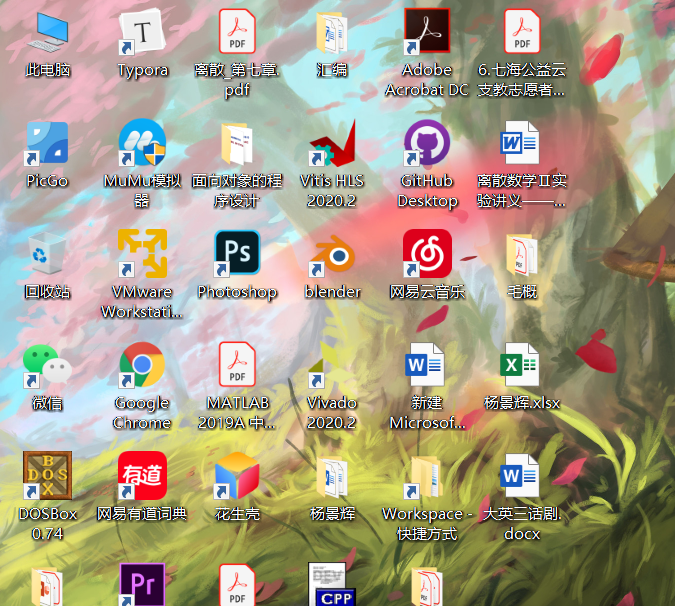 此电脑
Typora
离散_第七章.
pdf
汇编
Adobe
Acrobat DC
6.七海公益云
支教志愿者...
PicGo
MuMu模拟
器
面向对象的程
序设计
Vitis HLS
2020.2
GitHub
Desktop
离散数学Ⅱ实
验讲义——...
回收站
VMware
Workstati...
Photoshop
blender
网易云音乐
毛概
微信
Google
Chrome
MATLAB
2019A 中...
Vivado
2020.2
新建
Microsof...
杨景辉.xlsx
DOSBox
0.74
网易有道词典
花生壳
杨景辉
Workspace -
快捷方式
大英三话剧.
docx